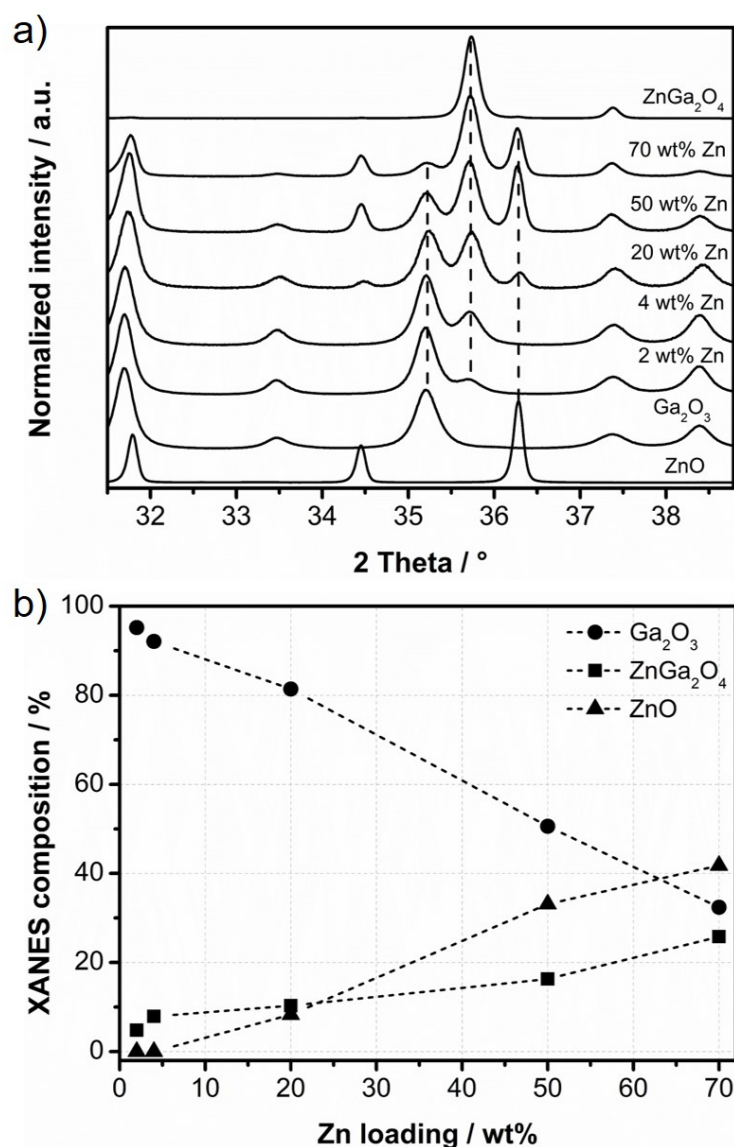 a)
Normalized intensity / a.u.
ZnGa₂O₄
70 wt% Zn
50 wt% Zn
20 wt% Zn
4 wt% Zn
2 wt% Zn
Ga₂O₃
ZnO
32 33 34 35 36 37 38
2 Theta / °
b)
XANES composition / %
100
80
60
40
20
0
Ga₂O₃
ZnGa₂O₄
ZnO
0 10 20 30 40 50 60 70
Zn loading / wt%